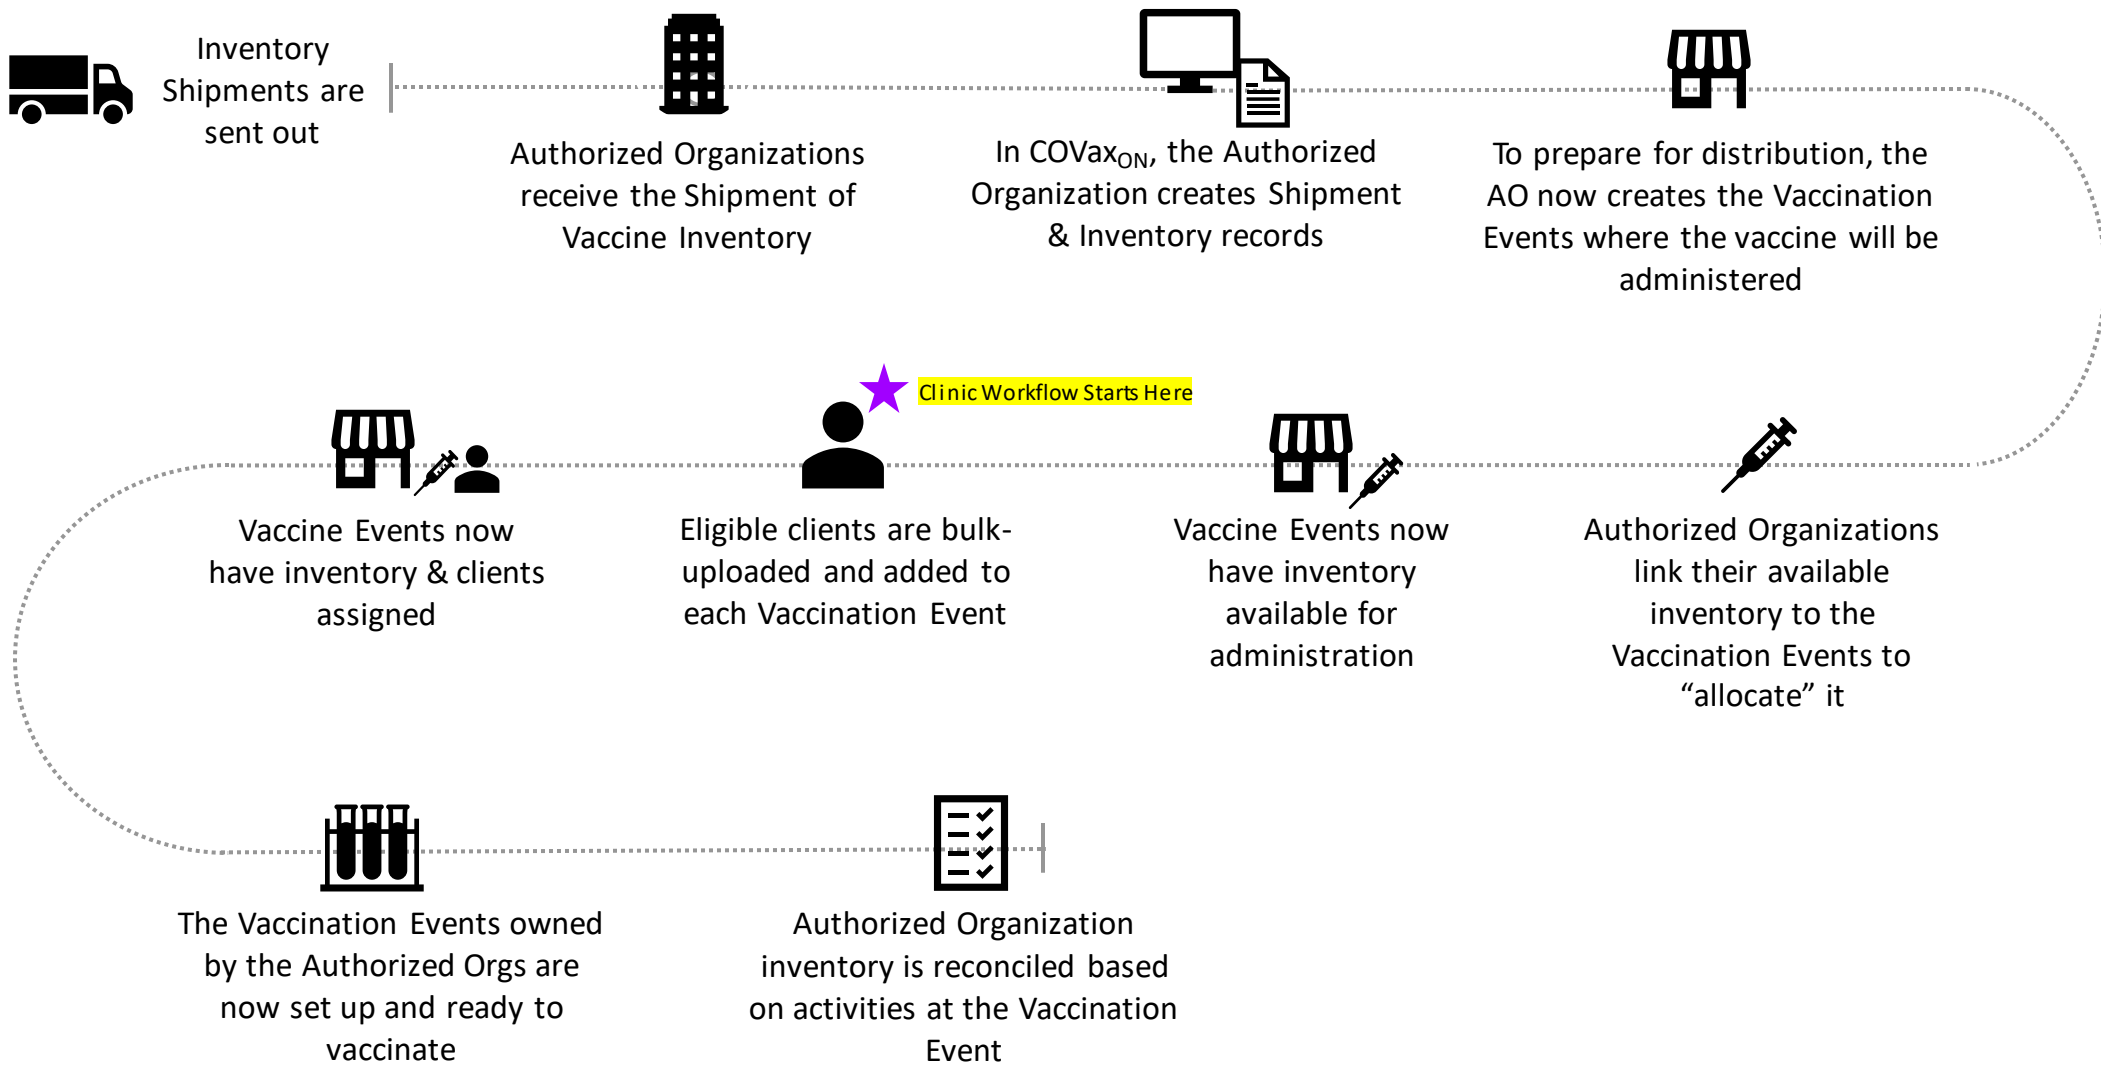 Inventory
Shipments are
sent out
Authorized Organizations
receive the Shipment of
Vaccine Inventory
In COVaxON, the Authorized
Organization creates Shipment
& Inventory records
To prepare for distribution, the
AO now creates the Vaccination
Events where the vaccine will be
administered
Authorized Organizations
link their available
inventory to the
Vaccination Events to
“allocate” it
Vaccine Events now
have inventory
available for
administration
Clinic Workflow Starts Here
Eligible clients are bulk-
uploaded and added to
each Vaccination Event
Vaccine Events now
have inventory & clients
assigned
The Vaccination Events owned
by the Authorized Orgs are
now set up and ready to
vaccinate
Authorized Organization
inventory is reconciled based
on activities at the Vaccination
Event